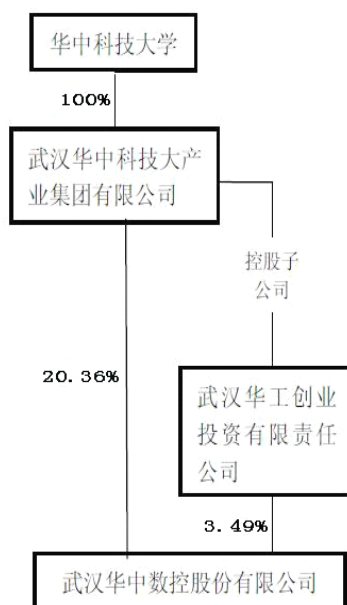 华中科技大学
100%
武汉华中科技大产
业集团有限公司
控股子
公司
20.36%
武汉华工创业
投资有限责任
公司
3.49%
武汉华中数控股份有限公司